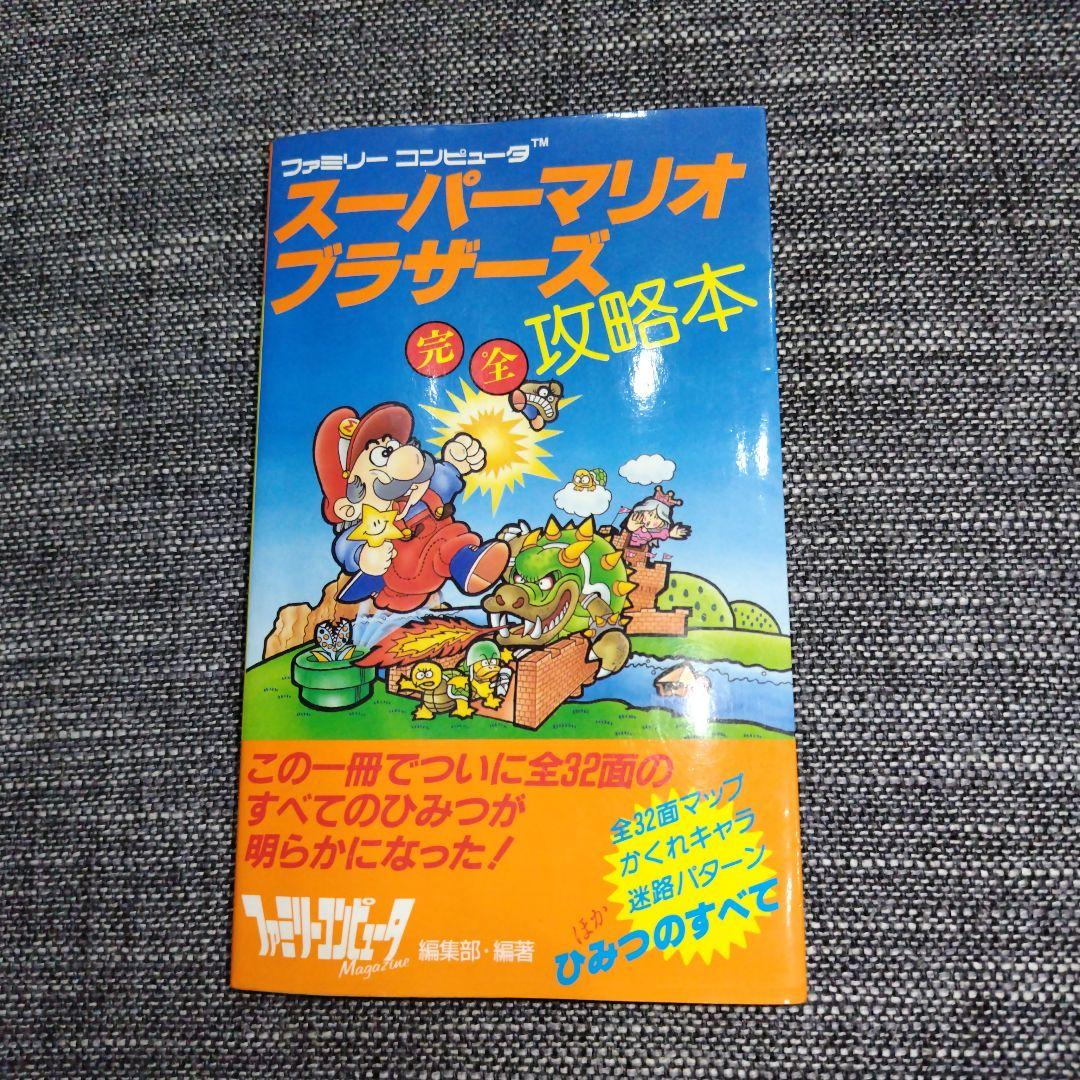 ファミリー コンピュータ™
スーパーマリオ
ブラザーズ
完全 攻略本
M
この一冊でついに全32面の
すべてのひみつが
明らかになった!
全32面マップ
かくれキャラ
迷路パターン
ほか
ひみつのすべて
ファミリーコンピュータ
Magazine 編集部・編著